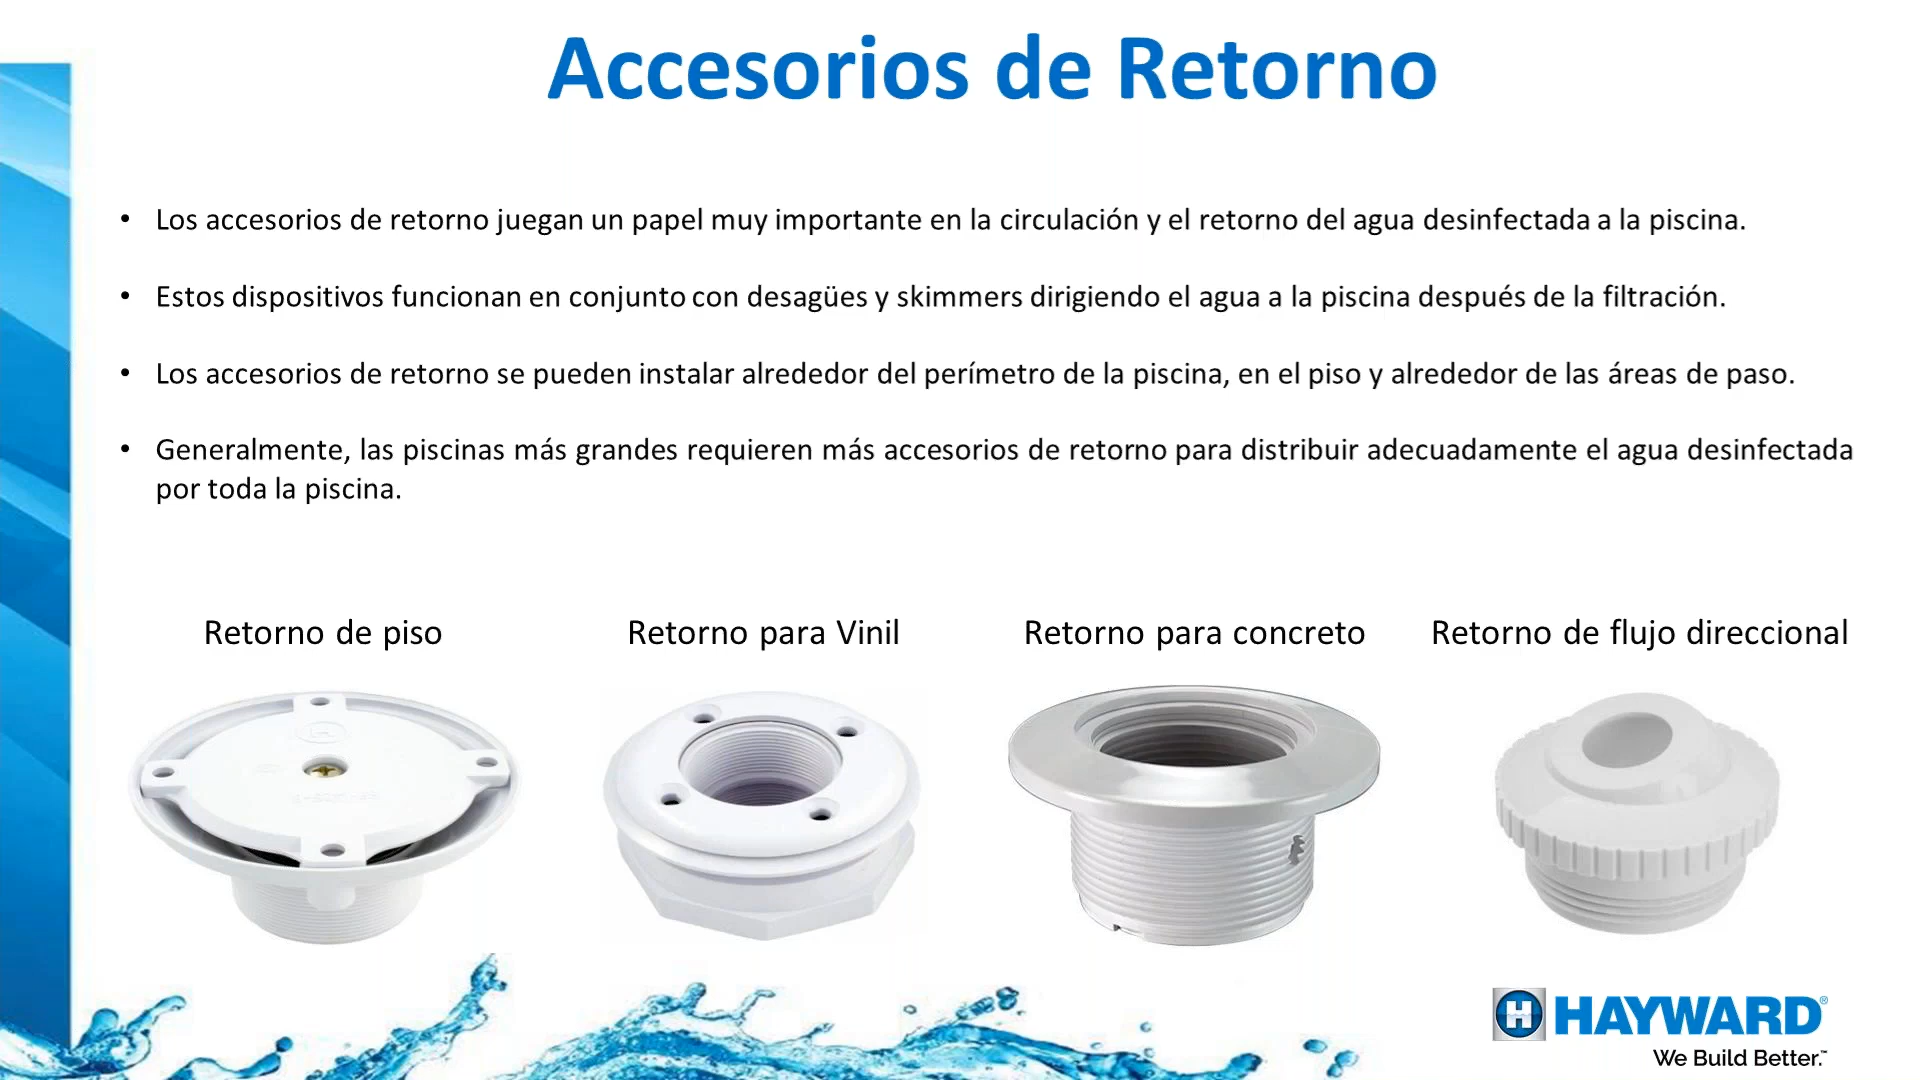 Accesorios de Retorno
• Los accesorios de retorno juegan un papel muy importante en la circulación y el retorno del agua desinfectada a la piscina.
• Estos dispositivos funcionan en conjunto con desagües y skimmers dirigiendo el agua a la piscina después de la filtración.
• Los accesorios de retorno se pueden instalar alrededor del perímetro de la piscina, en el piso y alrededor de las áreas de paso.
• Generalmente, las piscinas más grandes requieren más accesorios de retorno para distribuir adecuadamente el agua desinfectada
por toda la piscina.
Retorno de piso
Retorno para Vinil
Retorno para concreto
Retorno de flujo direccional
H HAYWARD®
We Build Better.™